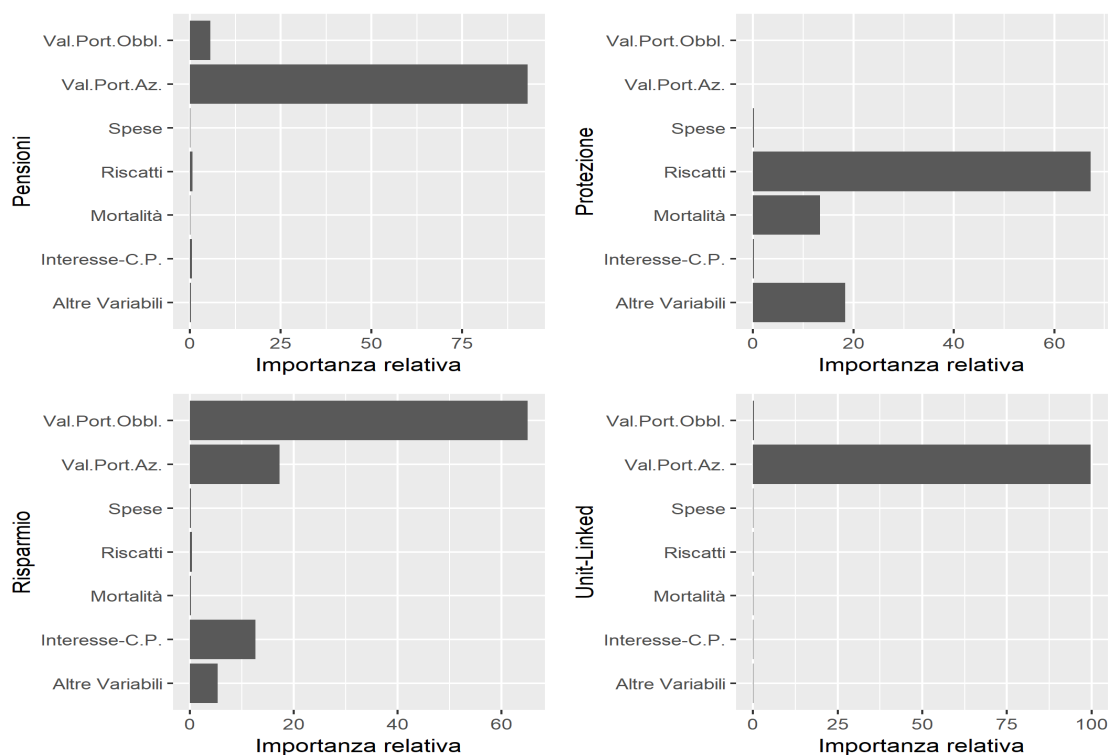 Pensioni
Val.Port.Obbl.
Val.Port.Az.
Spese
Riscatti
Mortalità
Interesse-C.P.
Altre Variabili
0 25 50 75
Importanza relativa
Protezione
Val.Port.Obbl.
Val.Port.Az.
Spese
Riscatti
Mortalità
Interesse-C.P.
Altre Variabili
0 20 40 60
Importanza relativa
Risparmio
Val.Port.Obbl.
Val.Port.Az.
Spese
Riscatti
Mortalità
Interesse-C.P.
Altre Variabili
0 20 40 60
Importanza relativa
Unit-Linked
Val.Port.Obbl.
Val.Port.Az.
Spese
Riscatti
Mortalità
Interesse-C.P.
Altre Variabili
0 25 50 75 100
Importanza relativa